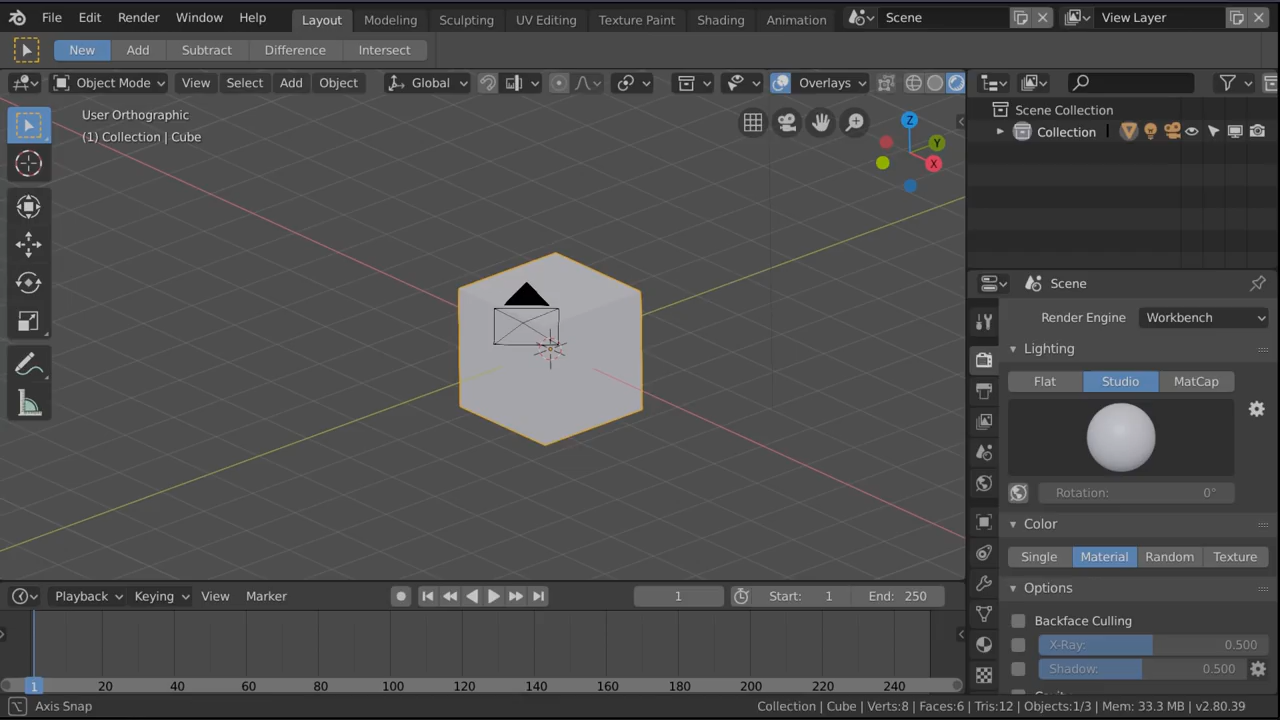 File Edit Render Window Help Layout Modeling Sculpting UV Editing Texture Paint Shading Animation Scene View Layer
New Add Subtract Difference Intersect
Object Mode View Select Add Object Global Overlays
User Orthographic
(1) Collection | Cube
Z
Y
X
Scene Collection
Collection
Scene
Render Engine Workbench
Lighting
Flat Studio MatCap
Rotation: 0°
Color
Single Material Random Texture
Options
Backface Culling
X-Ray: 0.500
Shadow: 0.500
Playback Keying View Marker 1 Start: 1 End: 250
1 20 40 60 80 100 120 140 160 180 200 220 240
Axis Snap Collection | Cube | Verts:8 | Faces:6 | Tris:12 | Objects:1/3 | Mem: 33.3 MB | v2.80.39